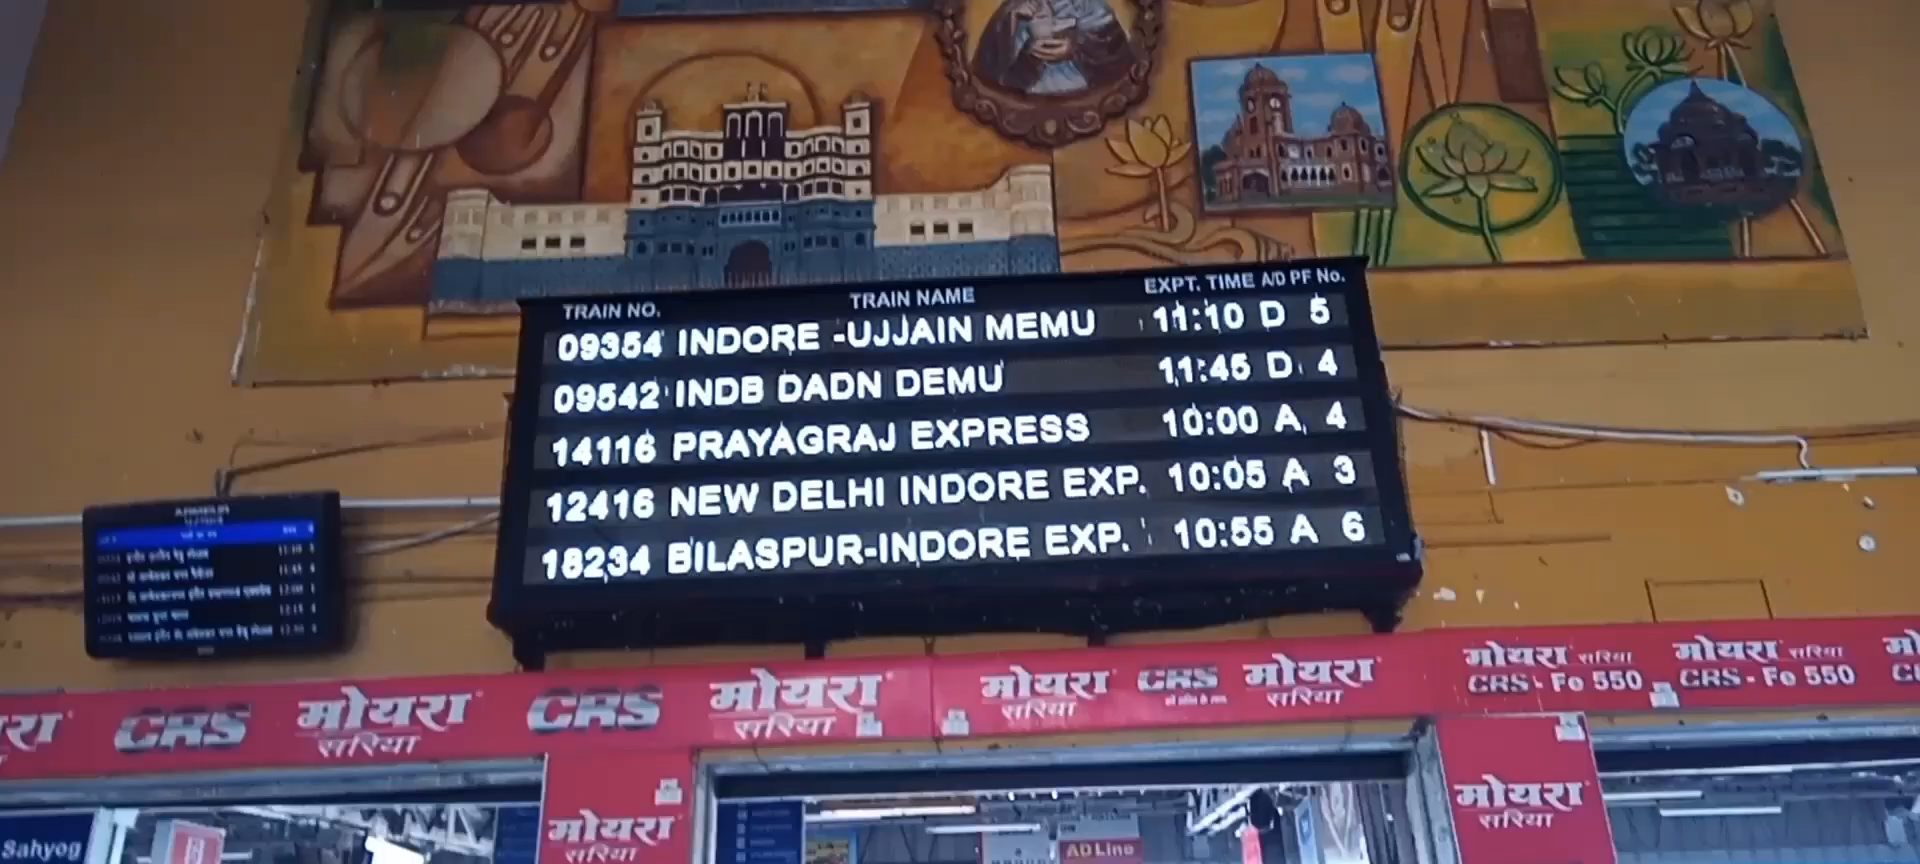 TRAIN NO. TRAIN NAME EXPT. TIME A/D PF No.
09354 INDORE -UJJAIN MEMU 11:10 D 5
09542 INDB DADN DEMU 11:45 D 4
14116 PRAYAGRAJ EXPRESS 10:00 A 4
12416 NEW DELHI INDORE EXP. 10:05 A 3
18234 BILASPUR-INDORE EXP. 10:55 A 6
CRS मोयरा सरिया CRS मोयरा सरिया मोयरा सरिया CRS मोयरा सरिया मोयरा सरिया मोयरा सरिया
CRS - Fe 550 CRS - Fe 550
मोयरा सरिया
मोयरा सरिया
Sahyog
AD Line